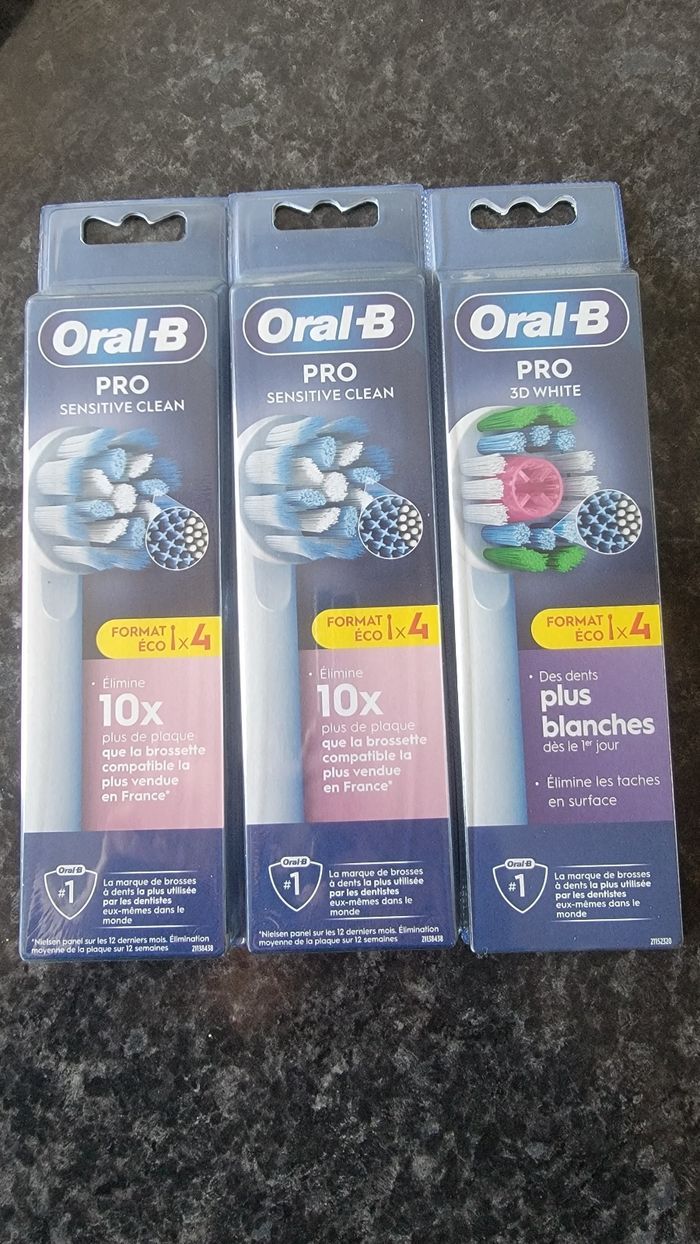 Oral-B
PRO
SENSITIVE CLEAN
FORMAT
ÉCO x4
• Élimine
10x
plus de plaque
que la brossette
compatible la
plus vendue
en France*
Oral-B
#1
La marque de brosses
à dents la plus utilisée
par les dentistes
eux-mêmes dans le
monde
*Nielsen panel sur les 12 derniers mois. Élimination
moyenne de la plaque sur 12 semaines
21138438
Oral-B
PRO
SENSITIVE CLEAN
FORMAT
ÉCO x4
• Élimine
10x
plus de plaque
que la brossette
compatible la
plus vendue
en France*
Oral-B
#1
La marque de brosses
à dents la plus utilisée
par les dentistes
eux-mêmes dans le
monde
*Nielsen panel sur les 12 derniers mois. Élimination
moyenne de la plaque sur 12 semaines
21138438
Oral-B
PRO
3D WHITE
FORMAT
ÉCO x4
• Des dents
plus
blanches
dès le 1er jour
• Élimine les taches
en surface
Oral-B
#1
La marque de brosses
à dents la plus utilisée
par les dentistes
eux-mêmes dans le
monde
21152320